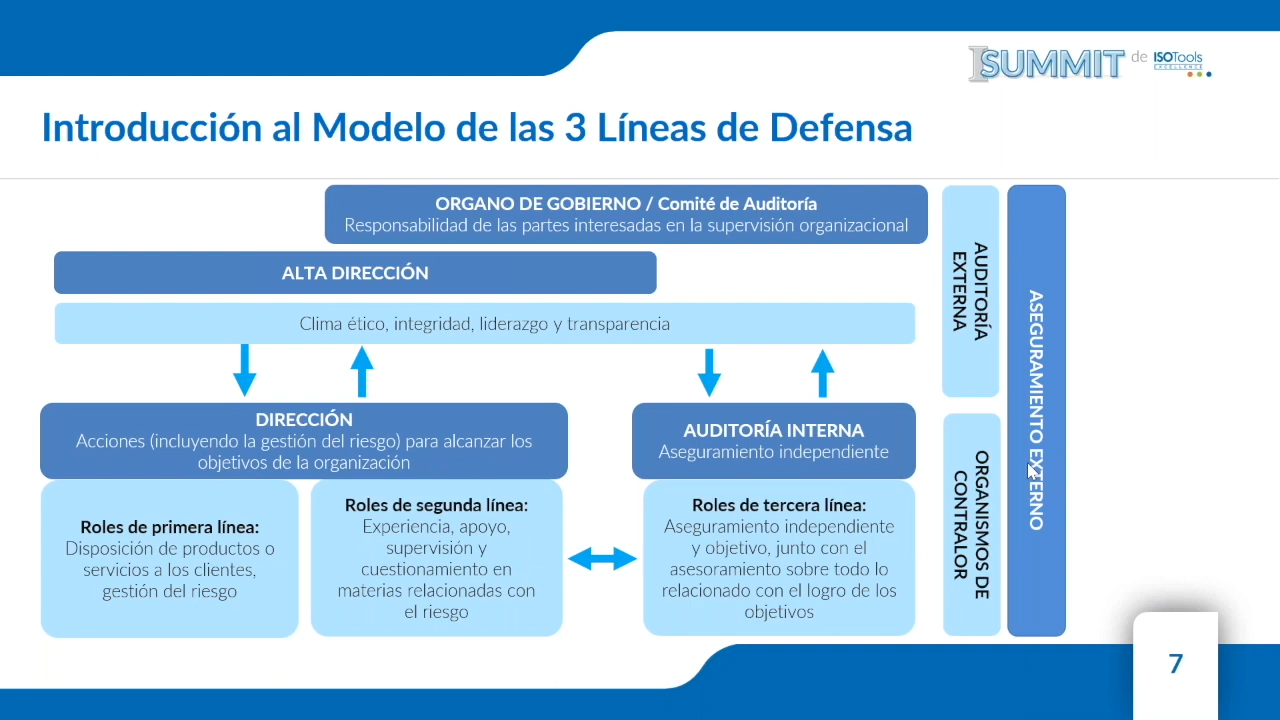 ISUMMIT de ISOTools
EXCELLENCE
Introducción al Modelo de las 3 Líneas de Defensa
ORGANO DE GOBIERNO / Comité de Auditoría
Responsabilidad de las partes interesadas en la supervisión organizacional
ALTA DIRECCIÓN
Clima ético, integridad, liderazgo y transparencia
DIRECCIÓN
Acciones (incluyendo la gestión del riesgo) para alcanzar los
objetivos de la organización
AUDITORÍA INTERNA
Aseguramiento independiente
Roles de primera línea:
Disposición de productos o
servicios a los clientes,
gestión del riesgo
Roles de segunda línea:
Experiencia, apoyo,
supervisión y
cuestionamiento en
materias relacionadas con
el riesgo
Roles de tercera línea:
Aseguramiento independiente
y objetivo, junto con el
asesoramiento sobre todo lo
relacionado con el logro de los
objetivos
AUDITORÍA
EXTERNA
ORGANISMOS DE
CONTRALOR
ASEGURAMIENTO EXTERNO
7